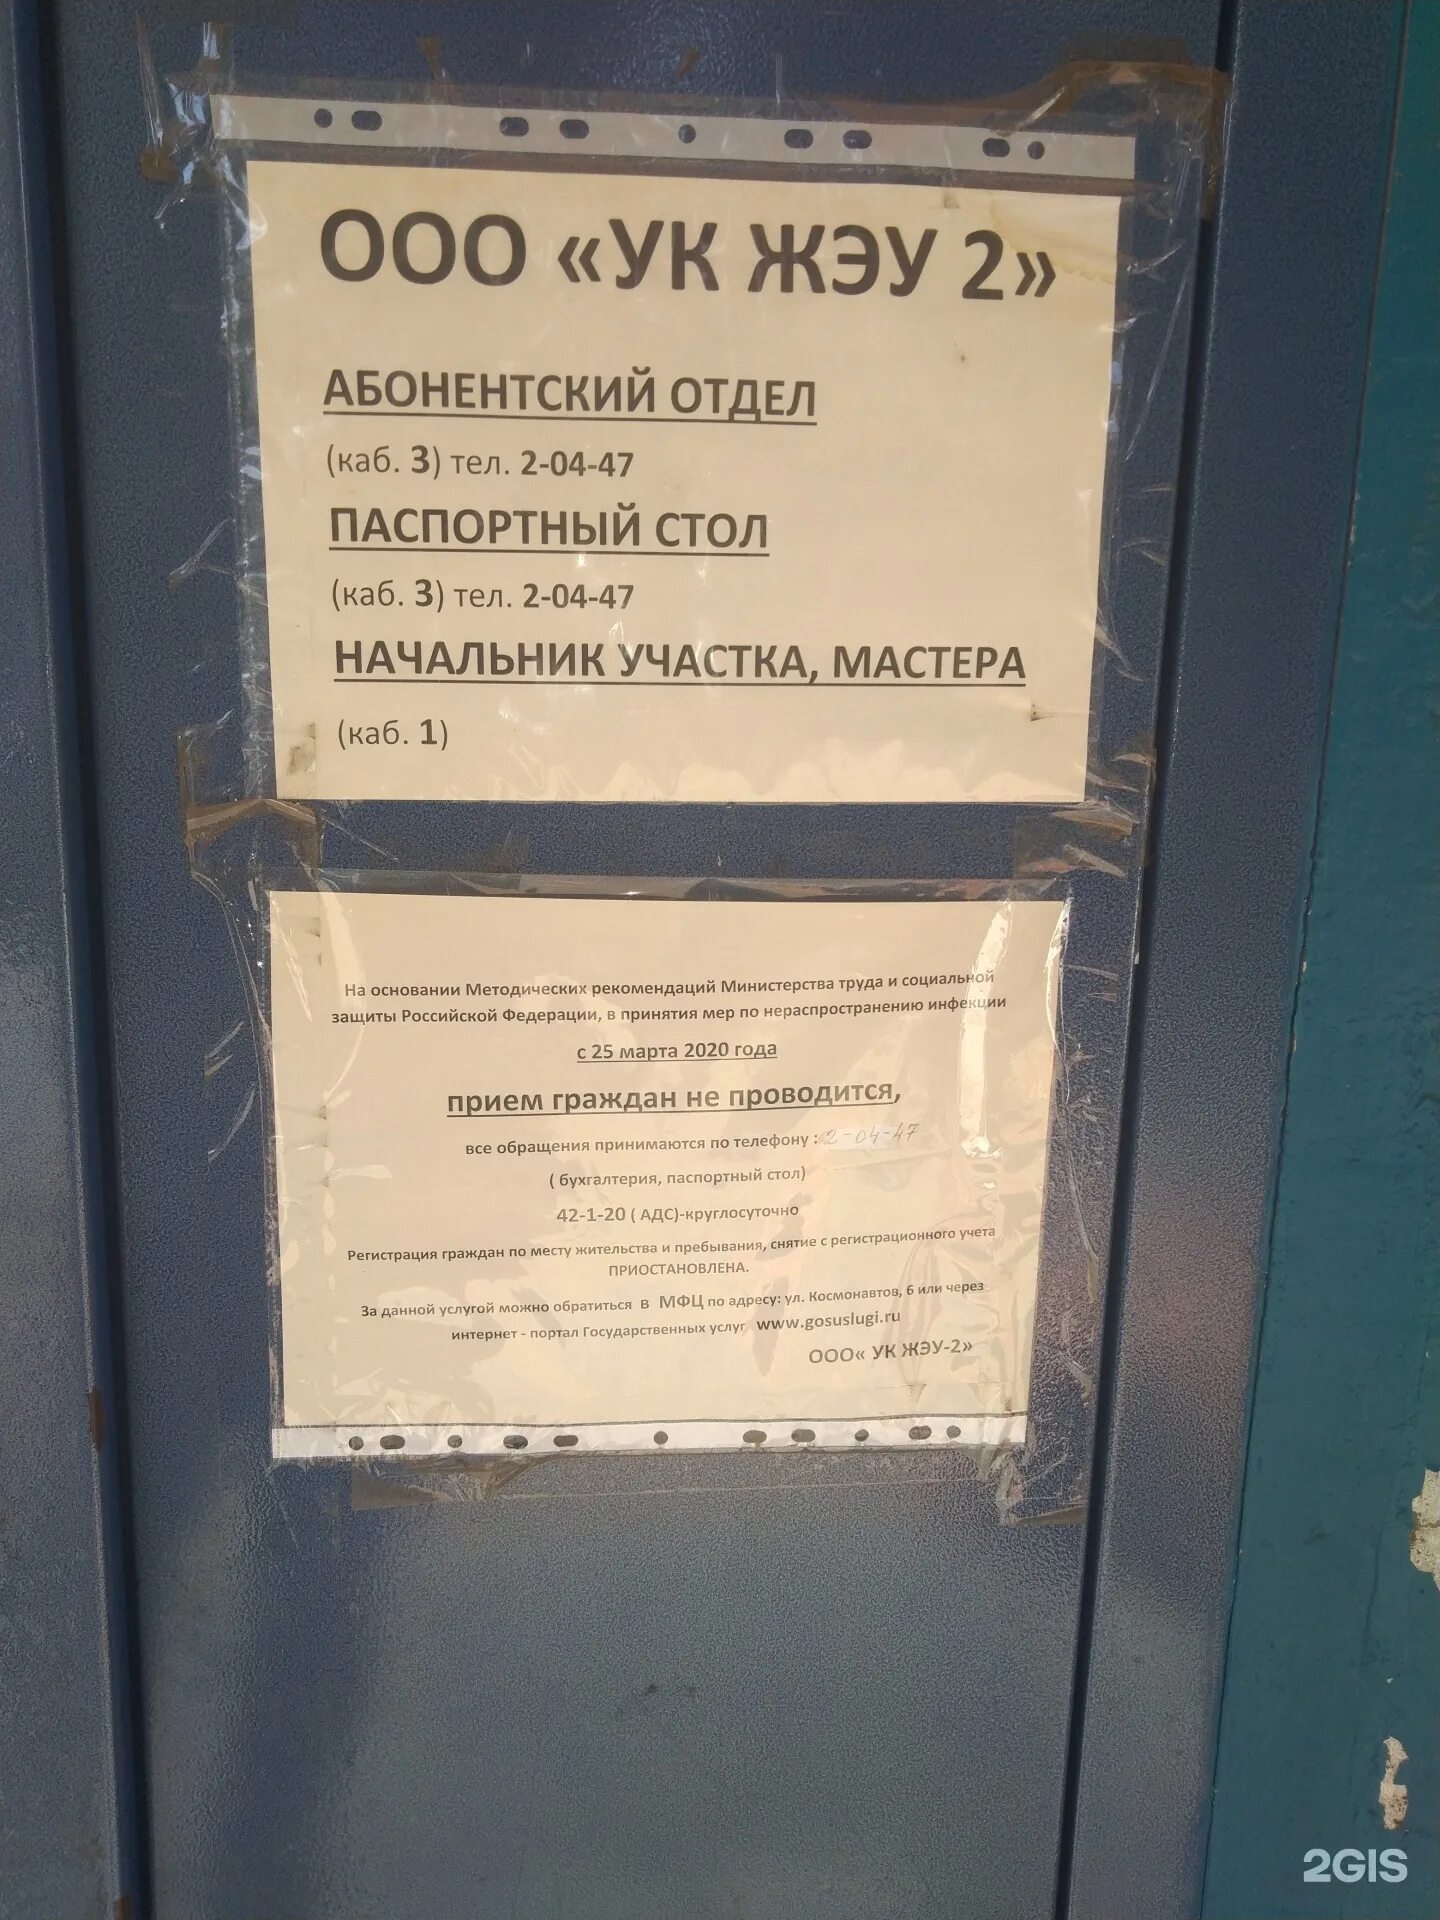 ООО «УК ЖЭУ 2»
АБОНЕНТСКИЙ ОТДЕЛ
(каб. 3) тел. 2-04-47
ПАСПОРТНЫЙ СТОЛ
(каб. 3) тел. 2-04-47
НАЧАЛЬНИК УЧАСТКА, МАСТЕРА
(каб. 1)
На основании Методических рекомендаций Министерства труда и социальной
защиты Российской Федерации, в принятия мер по нераспространению инфекции
с 25 марта 2020 года
прием граждан не проводится,
все обращения принимаются по телефону : 2-04-47
( бухгалтерия, паспортный стол)
42-1-20 ( АДС)-круглосуточно
Регистрация граждан по месту жительства и пребывания, снятие с регистрационного учета
ПРИОСТАНОВЛЕНА.
За данной услугой можно обратиться в МФЦ по адресу: ул. Космонавтов, 6 или через
интернет - портал Государственных услуг www.gosuslugi.ru
ООО« УК ЖЭУ-2»
2GIS